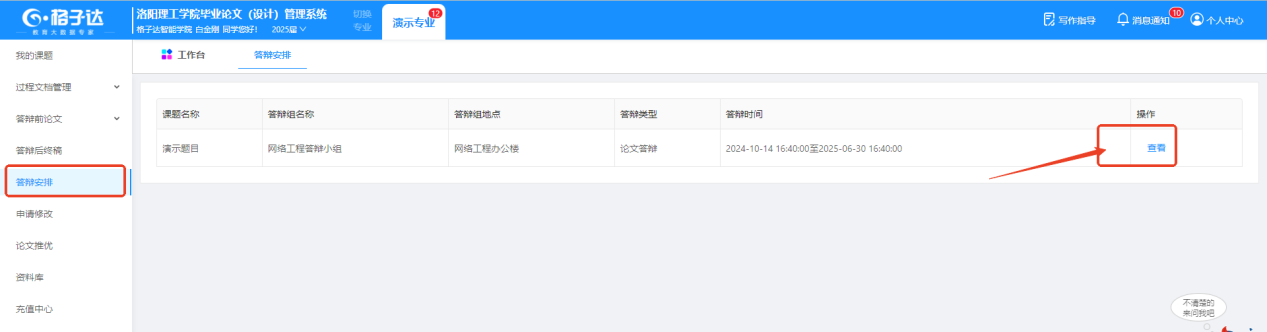 格子达
教育大数据专家
洛阳理工学院毕业论文（设计）管理系统
格子达智能学院 白金刚 同学您好！ 2025届
切换
专业
演示专业
12
写作指导
消息通知
10
个人中心
我的课题
过程文档管理
答辩前论文
答辩后终稿
答辩安排
申请修改
论文推优
资料库
充值中心
工作台
答辩安排
课题名称 答辩组名称 答辩组地点 答辩类型 答辩时间 操作
演示题目 网络工程答辩小组 网络工程办公楼 论文答辩 2024-10-14 16:40:00至2025-06-30 16:40:00 查看
不清楚的
来问我吧